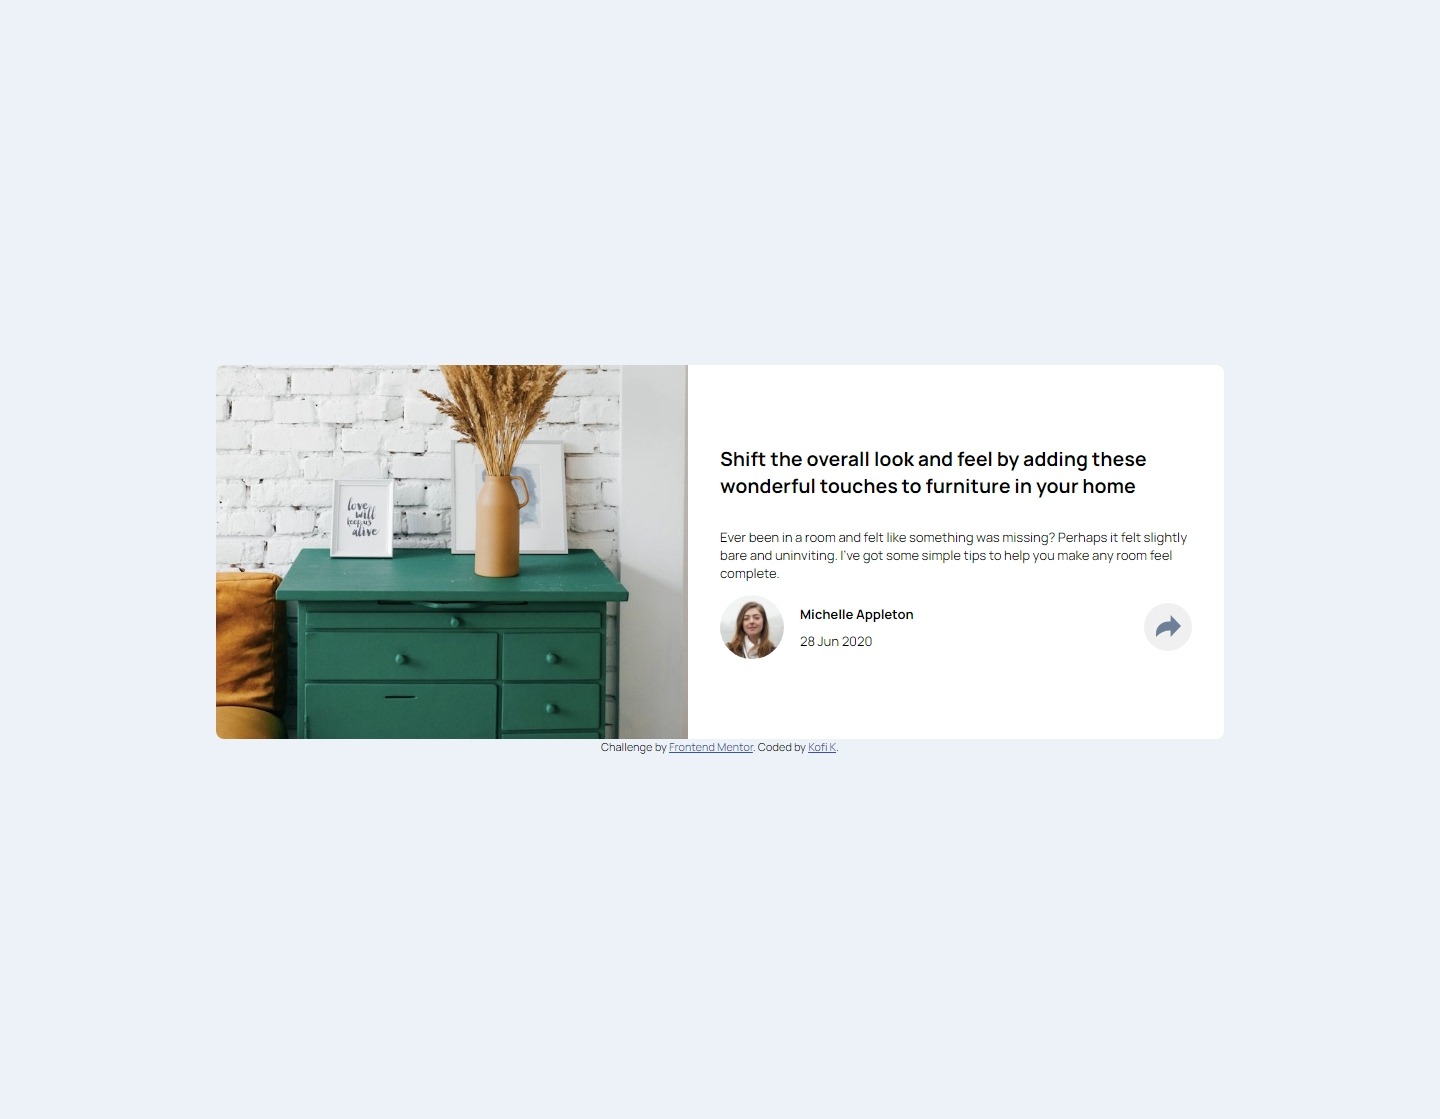 love
will
keep us
alive
Shift the overall look and feel by adding these
wonderful touches to furniture in your home
Ever been in a room and felt like something was missing? Perhaps it felt slightly
bare and uninviting. I've got some simple tips to help you make any room feel
complete.
Michelle Appleton
28 Jun 2020
Challenge by Frontend Mentor. Coded by Kofi K.